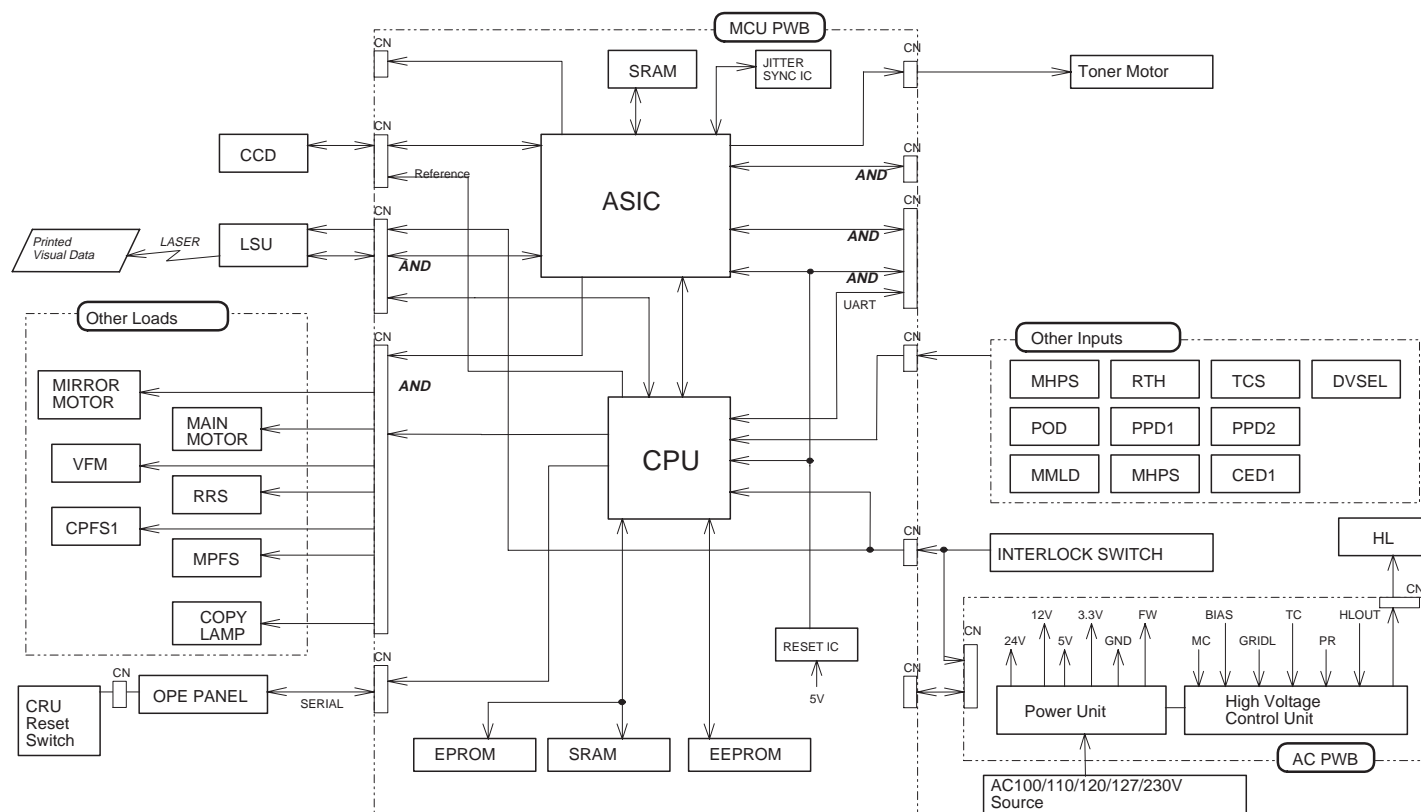 MCU PWB
CN
CN
SRAM
JITTER
SYNC IC
Toner Motor
CN
CCD
Reference
ASIC
CN
AND
CN
Printed
Visual Data
LASER
LSU
AND
AND
AND
UART
Other Loads
CN
CN
Other Inputs
MIRROR
MOTOR
AND
MAIN
MOTOR
VFM
RRS
CPFS1
MPFS
COPY
LAMP
CPU
MHPS
RTH
TCS
DVSEL
POD
PPD1
PPD2
MMLD
MHPS
CED1
CN
INTERLOCK SWITCH
HL
CN
RESET IC
5V
CN
CN
12V
3.3V
FW
BIAS
TC
HLOUT
24V
5V
GND
MC
GRIDL
PR
CN
CN
CRU
Reset
Switch
OPE PANEL
SERIAL
Power Unit
High Voltage
Control Unit
EPROM
SRAM
EEPROM
AC PWB
AC100/110/120/127/230V
Source